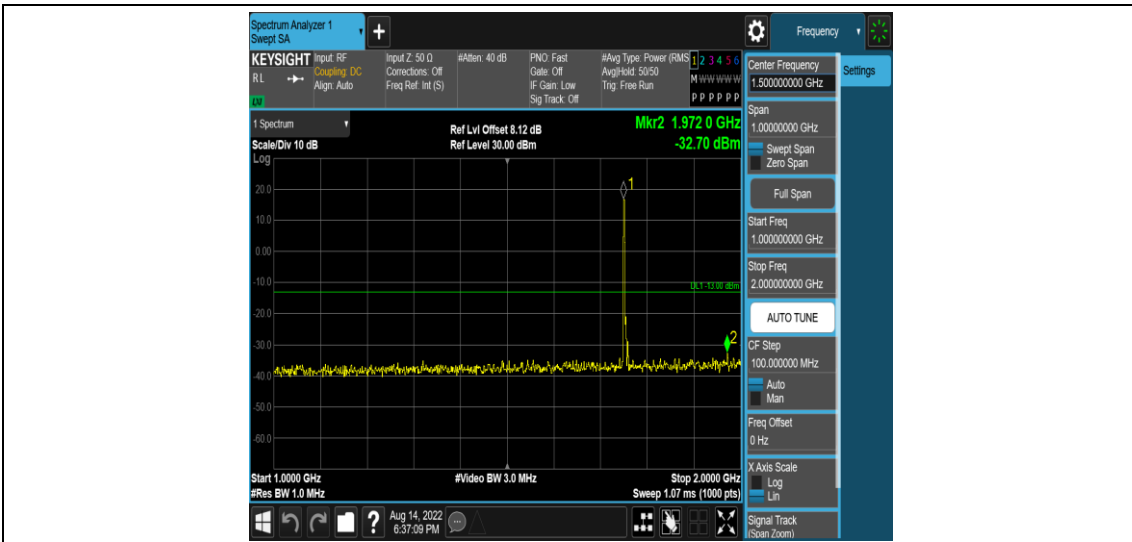 Spectrum Analyzer 1
Swept SA
Frequency
KEYSIGHT
RL
LXI
Input: RF
Coupling: DC
Align: Auto
Input Z: 50 Ω
Corrections: Off
Freq Ref: Int (S)
#Atten: 40 dB
PNO: Fast
Gate: Off
IF Gain: Low
Sig Track: Off
#Avg Type: Power (RMS
Avg|Hold: 50/50
Trig: Free Run
1 2 3 4 5 6
M W W W W W
P P P P P P
1 Spectrum
Scale/Div 10 dB
Log
Ref Lvl Offset 8.12 dB
Ref Level 30.00 dBm
Mkr2 1.972 0 GHz
-32.70 dBm
1
20.0
10.0
0.00
-10.0
DL1 -13.00 dBm
-20.0
2
-30.0
-40.0
-50.0
-60.0
Start 1.0000 GHz
#Res BW 1.0 MHz
#Video BW 3.0 MHz
Stop 2.0000 GHz
Sweep 1.07 ms (1000 pts)
?
Aug 14, 2022
6:37:09 PM
Center Frequency
1.500000000 GHz
Settings
Span
1.00000000 GHz
Swept Span
Zero Span
Full Span
Start Freq
1.000000000 GHz
Stop Freq
2.000000000 GHz
AUTO TUNE
CF Step
100.000000 MHz
Auto
Man
Freq Offset
0 Hz
X Axis Scale
Log
Lin
Signal Track
(Span Zoom)